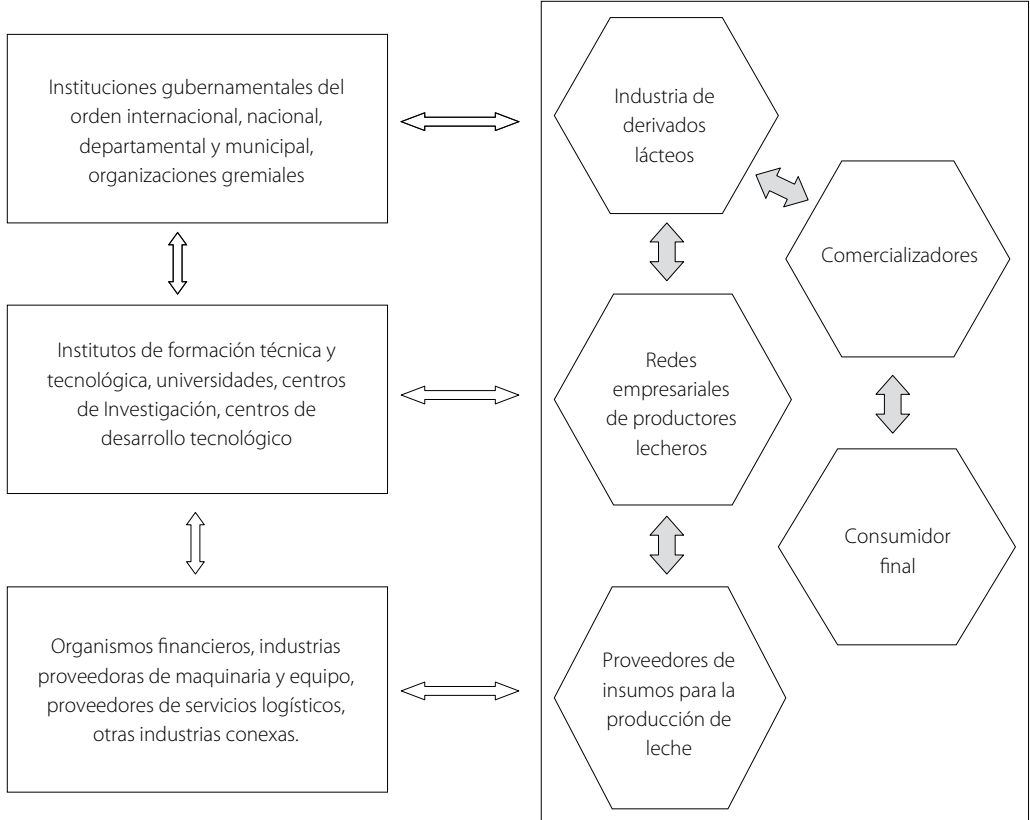 Instituciones gubernamentales del
orden internacional, nacional,
departamental y municipal,
organizaciones gremiales
Industria de
derivados
lácteos
Comercializadores
Institutos de formación técnica y
tecnológica, universidades, centros
de Investigación, centros de
desarrollo tecnológico
Redes
empresariales
de productores
lecheros
Consumidor
final
Organismos financieros, industrias
proveedoras de maquinaria y equipo,
proveedores de servicios logísticos,
otras industrias conexas.
Proveedores de
insumos para la
producción de
leche